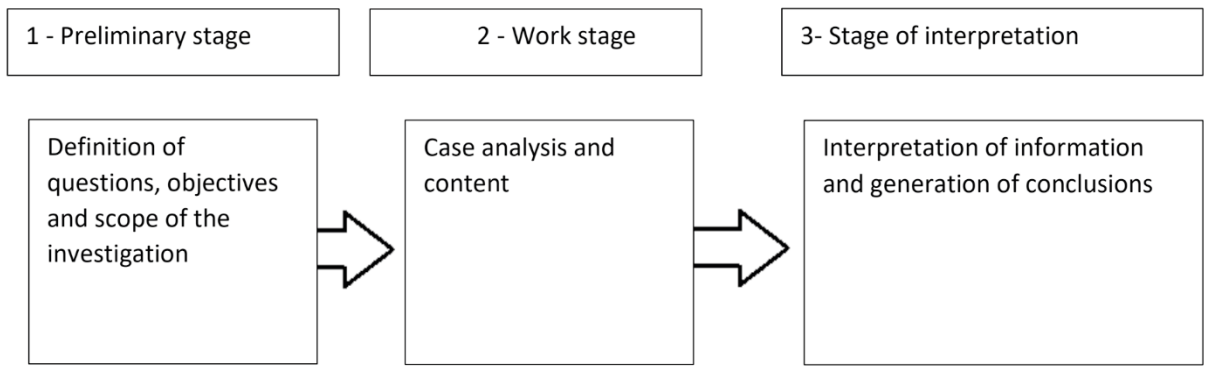 1 - Preliminary stage
2 - Work stage
3- Stage of interpretation
Definition of
questions, objectives
and scope of the
investigation
Case analysis and
content
Interpretation of information
and generation of conclusions